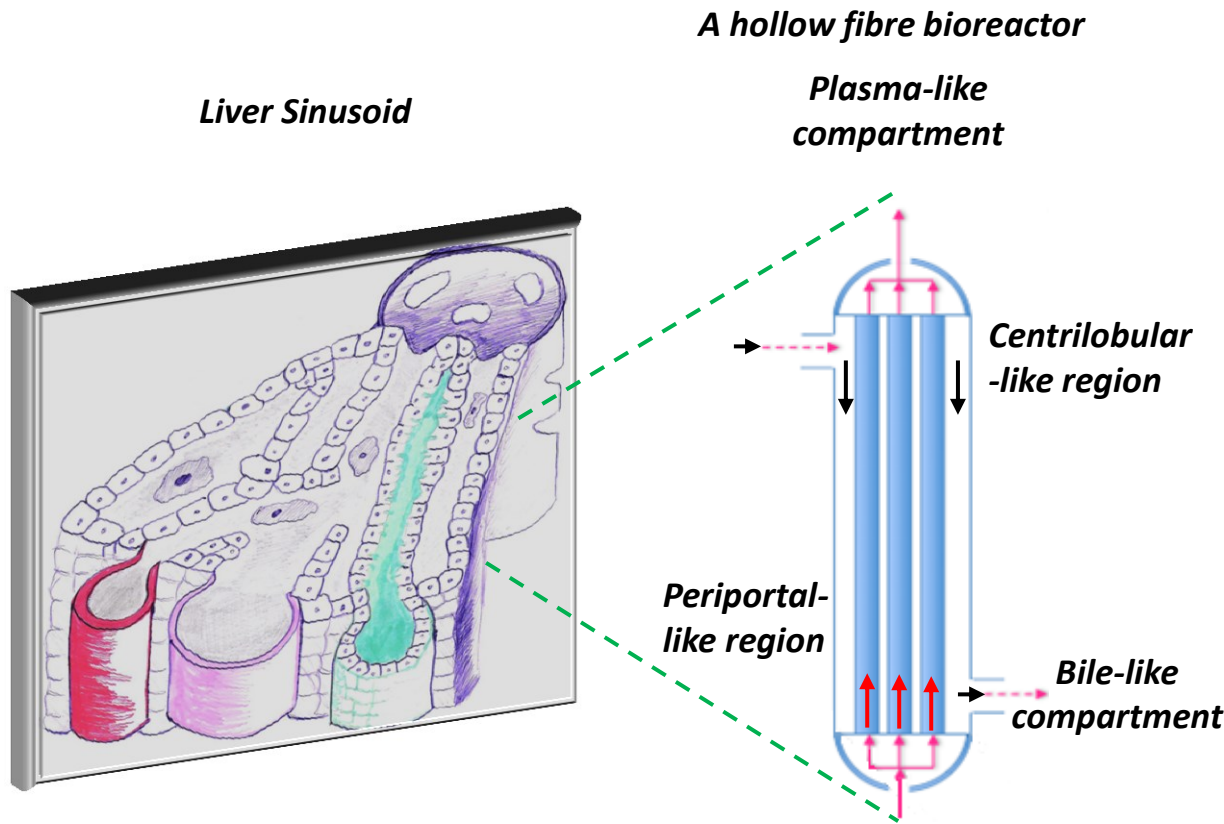 A hollow fibre bioreactor
Liver Sinusoid
Plasma-like
compartment
Centrilobular
-like region
Periportal-
like region
Bile-like
compartment